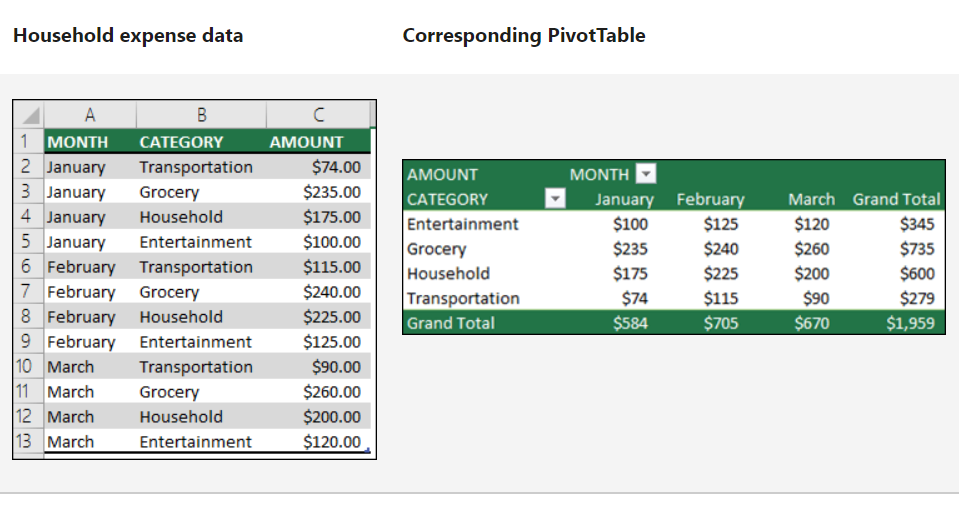 Household expense data Corresponding PivotTable
A B C
1 MONTH CATEGORY AMOUNT
2 January Transportation $74.00
3 January Grocery $235.00
4 January Household $175.00
5 January Entertainment $100.00
6 February Transportation $115.00
7 February Grocery $240.00
8 February Household $225.00
9 February Entertainment $125.00
10 March Transportation $90.00
11 March Grocery $260.00
12 March Household $200.00
13 March Entertainment $120.00
AMOUNT MONTH
CATEGORY January February March Grand Total
Entertainment $100 $125 $120 $345
Grocery $235 $240 $260 $735
Household $175 $225 $200 $600
Transportation $74 $115 $90 $279
Grand Total $584 $705 $670 $1,959